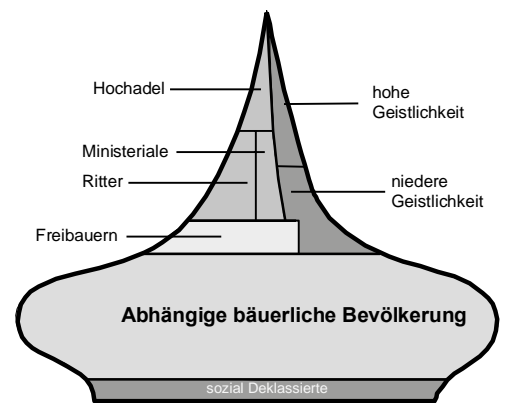 Hochadel
hohe
Geistlichkeit
Ministeriale
Ritter
niedere
Geistlichkeit
Freibauern
Abhängige bäuerliche Bevölkerung
sozial Deklassierte